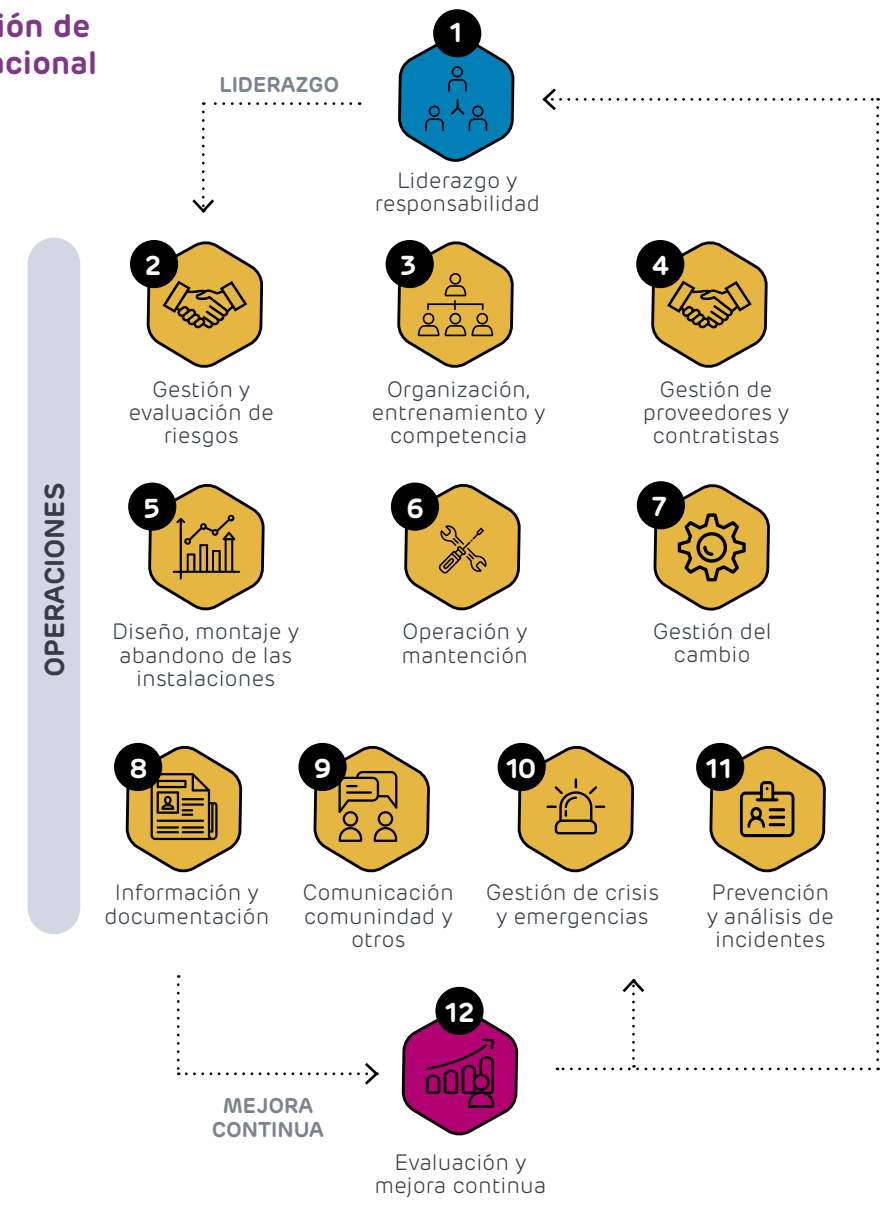 ión de
acional
1
LIDERAZGO
Liderazgo y
responsabilidad
OPERACIONES
2
Gestión y
evaluación de
riesgos
3
Organización,
entrenamiento y
competencia
4
Gestión de
proveedores y
contratistas
5
Diseño, montaje y
abandono de las
instalaciones
6
Operación y
mantención
7
Gestión del
cambio
8
Información y
documentación
9
Comunicación
comunindad y
otros
10
Gestión de crisis
y emergencias
11
Prevención
y análisis de
incidentes
12
MEJORA
CONTINUA
Evaluación y
mejora continua